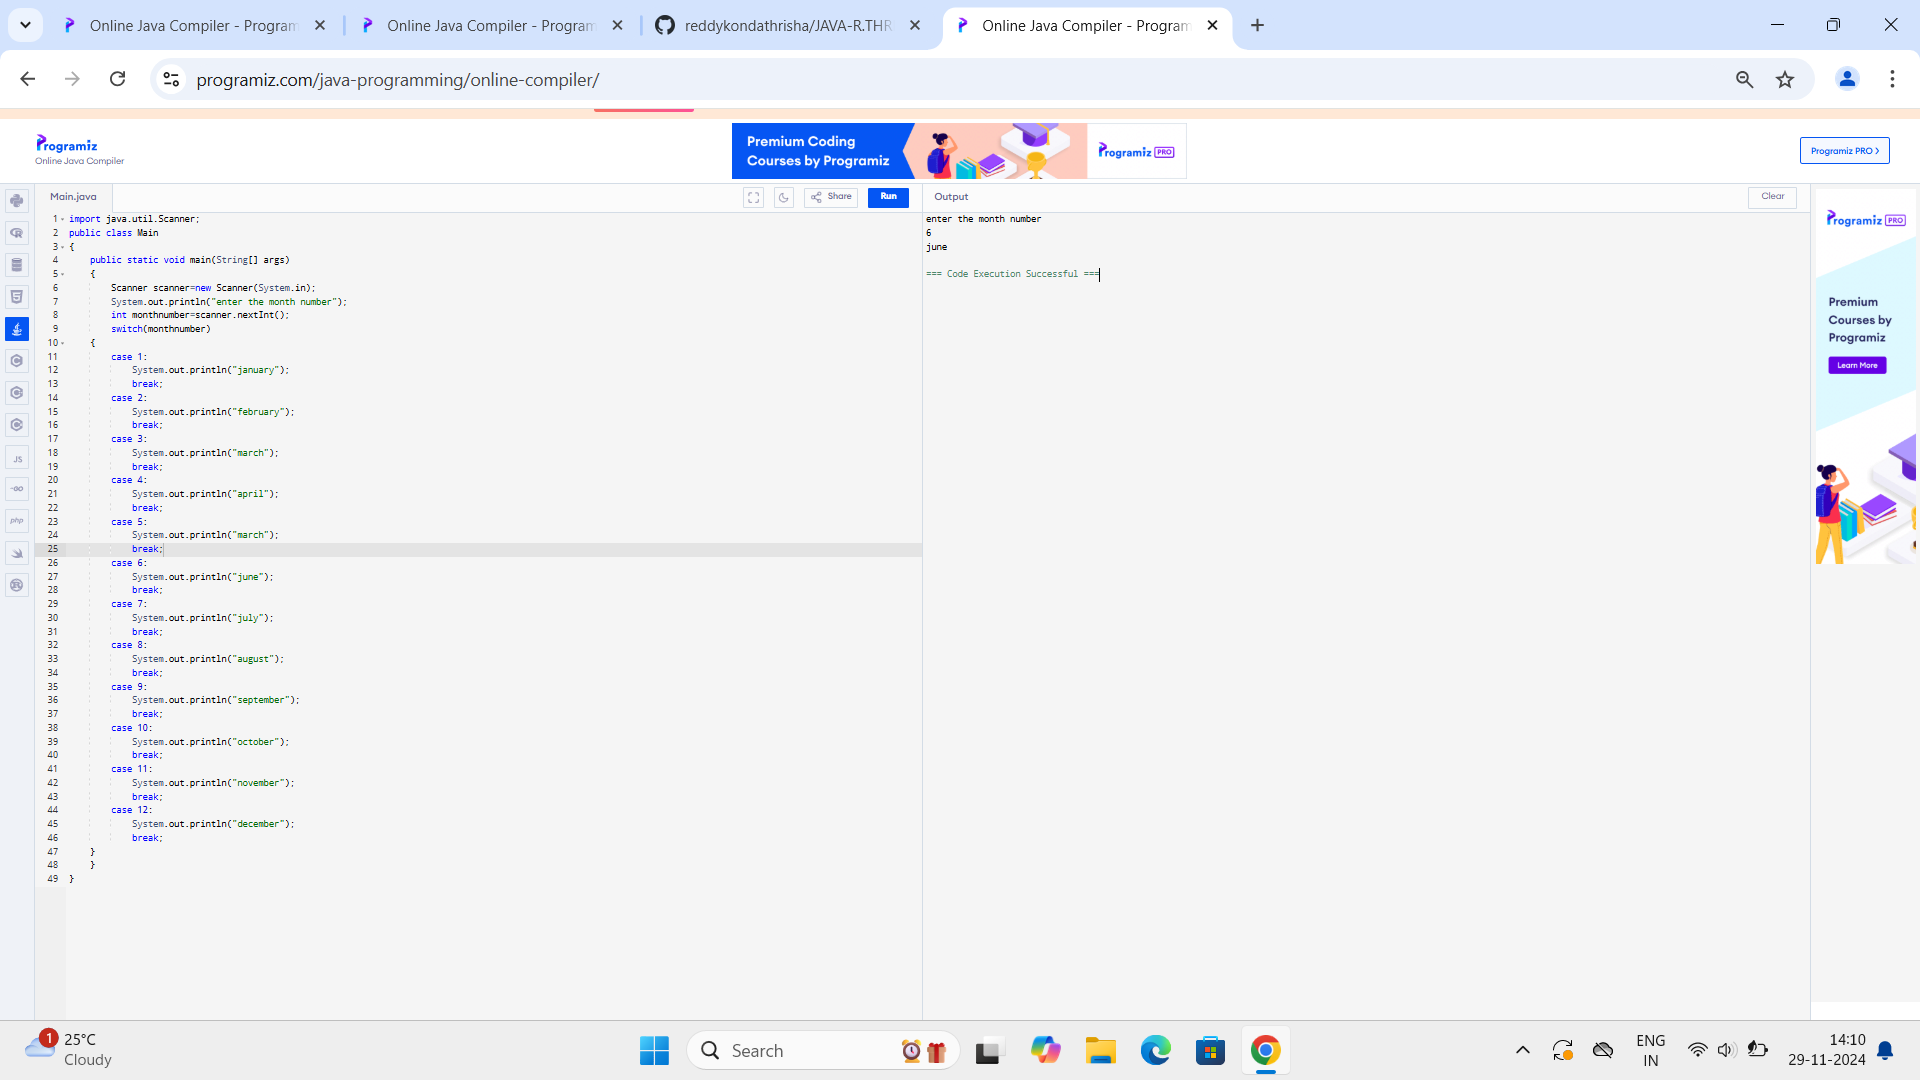 Online Java Compiler - Program
Online Java Compiler - Program
reddykondathrisha/JAVA-R.THR
Online Java Compiler - Program
programiz.com/java-programming/online-compiler/
Programiz
Online Java Compiler
Premium Coding
Courses by Programiz
Programiz PRO
Programiz PRO
Main.java
Share
Run
Output
Clear
1 import java.util.Scanner;
2 public class Main
3 {
4 public static void main(String[] args)
5 {
6 Scanner scanner=new Scanner(System.in);
7 System.out.println("enter the month number");
8 int monthnumber=scanner.nextInt();
9 switch(monthnumber)
10 {
11 case 1:
12 System.out.println("january");
13 break;
14 case 2:
15 System.out.println("february");
16 break;
17 case 3:
18 System.out.println("march");
19 break;
20 case 4:
21 System.out.println("april");
22 break;
23 case 5:
24 System.out.println("march");
25 break;
26 case 6:
27 System.out.println("june");
28 break;
29 case 7:
30 System.out.println("july");
31 break;
32 case 8:
33 System.out.println("august");
34 break;
35 case 9:
36 System.out.println("september");
37 break;
38 case 10:
39 System.out.println("october");
40 break;
41 case 11:
42 System.out.println("november");
43 break;
44 case 12:
45 System.out.println("december");
46 break;
47 }
48 }
49 }
enter the month number
6
june
=== Code Execution Successful ===
Programiz PRO
Premium
Courses by
Programiz
Learn More
JS
GO
php
1
25°C
Cloudy
Search
ENG
IN
14:10
29-11-2024